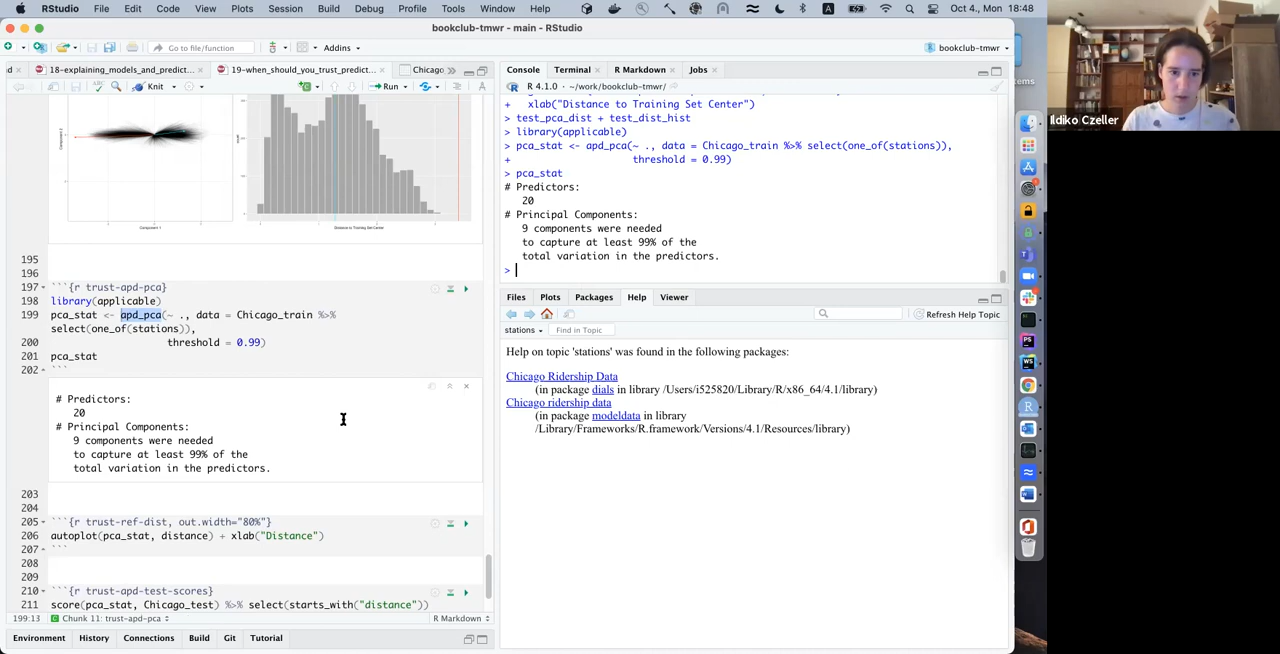 RStudio File Edit Code View Plots Session Build Debug Profile Tools Window Help Oct 4., Mon 18:48
bookclub-tmwr - main - RStudio
Go to file/function Addins bookclub-tmwr
18-explaining_models_and_predict... 19-when_should_you_trust_predict... Chicago
Knit Run
Component 1
Distance to Training Set Center
195
196
197 ```{r trust-apd-pca}
198 library(applicable)
199 pca_stat <- apd_pca(~ ., data = Chicago_train %>%
select(one_of(stations)),
200 threshold = 0.99)
201 pca_stat
202 ```
# Predictors:
20
# Principal Components:
9 components were needed
to capture at least 99% of the
total variation in the predictors.
203
204
205 ```{r trust-ref-dist, out.width="80%"}
206 autoplot(pca_stat, distance) + xlab("Distance")
207 ```
208
209
210 ```{r trust-apd-test-scores}
211 score(pca_stat, Chicago_test) %>% select(starts_with("distance"))
199:13 Chunk 11: trust-apd-pca R Markdown
Environment History Connections Build Git Tutorial
Console Terminal R Markdown Jobs
R 4.1.0 · ~/work/bookclub-tmwr/
+ xlab("Distance to Training Set Center")
> test_pca_dist + test_dist_hist
> library(applicable)
> pca_stat <- apd_pca(~ ., data = Chicago_train %>% select(one_of(stations)),
+ threshold = 0.99)
> pca_stat
# Predictors:
20
# Principal Components:
9 components were needed
to capture at least 99% of the
total variation in the predictors.
>
Files Plots Packages Help Viewer
Refresh Help Topic
stations Find in Topic
Help on topic 'stations' was found in the following packages:
Chicago Ridership Data
(in package dials in library /Users/i525820/Library/R/x86_64/4.1/library)
Chicago ridership data
(in package modeldata in library
/Library/Frameworks/R.framework/Versions/4.1/Resources/library)
Ildiko Czeller